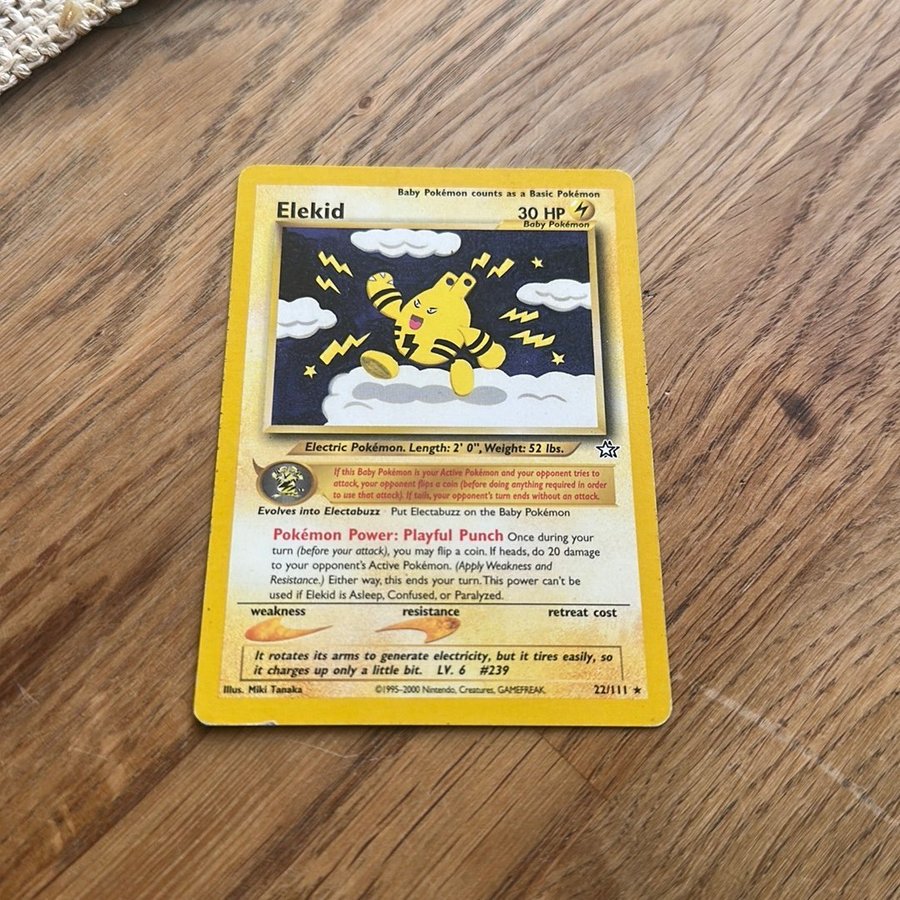 Baby Pokémon counts as a Basic Pokémon
Elekid 30 HP
Baby Pokémon
Electric Pokémon. Length: 2' 0", Weight: 52 lbs.
If this Baby Pokémon is your Active Pokémon and your opponent tries to
attack, your opponent flips a coin (before doing anything required in order
to use that attack). If tails, your opponent's turn ends without an attack.
Evolves into Electabuzz Put Electabuzz on the Baby Pokémon
Pokémon Power: Playful Punch Once during your
turn (before your attack), you may flip a coin. If heads, do 20 damage
to your opponent's Active Pokémon. (Apply Weakness and
Resistance.) Either way, this ends your turn. This power can't be
used if Elekid is Asleep, Confused, or Paralyzed.
weakness resistance retreat cost
It rotates its arms to generate electricity, but it tires easily, so
it charges up only a little bit. LV. 6 #239
Illus. Miki Tanaka ©1995–2000 Nintendo, Creatures, GAMEFREAK. 22/111 ★